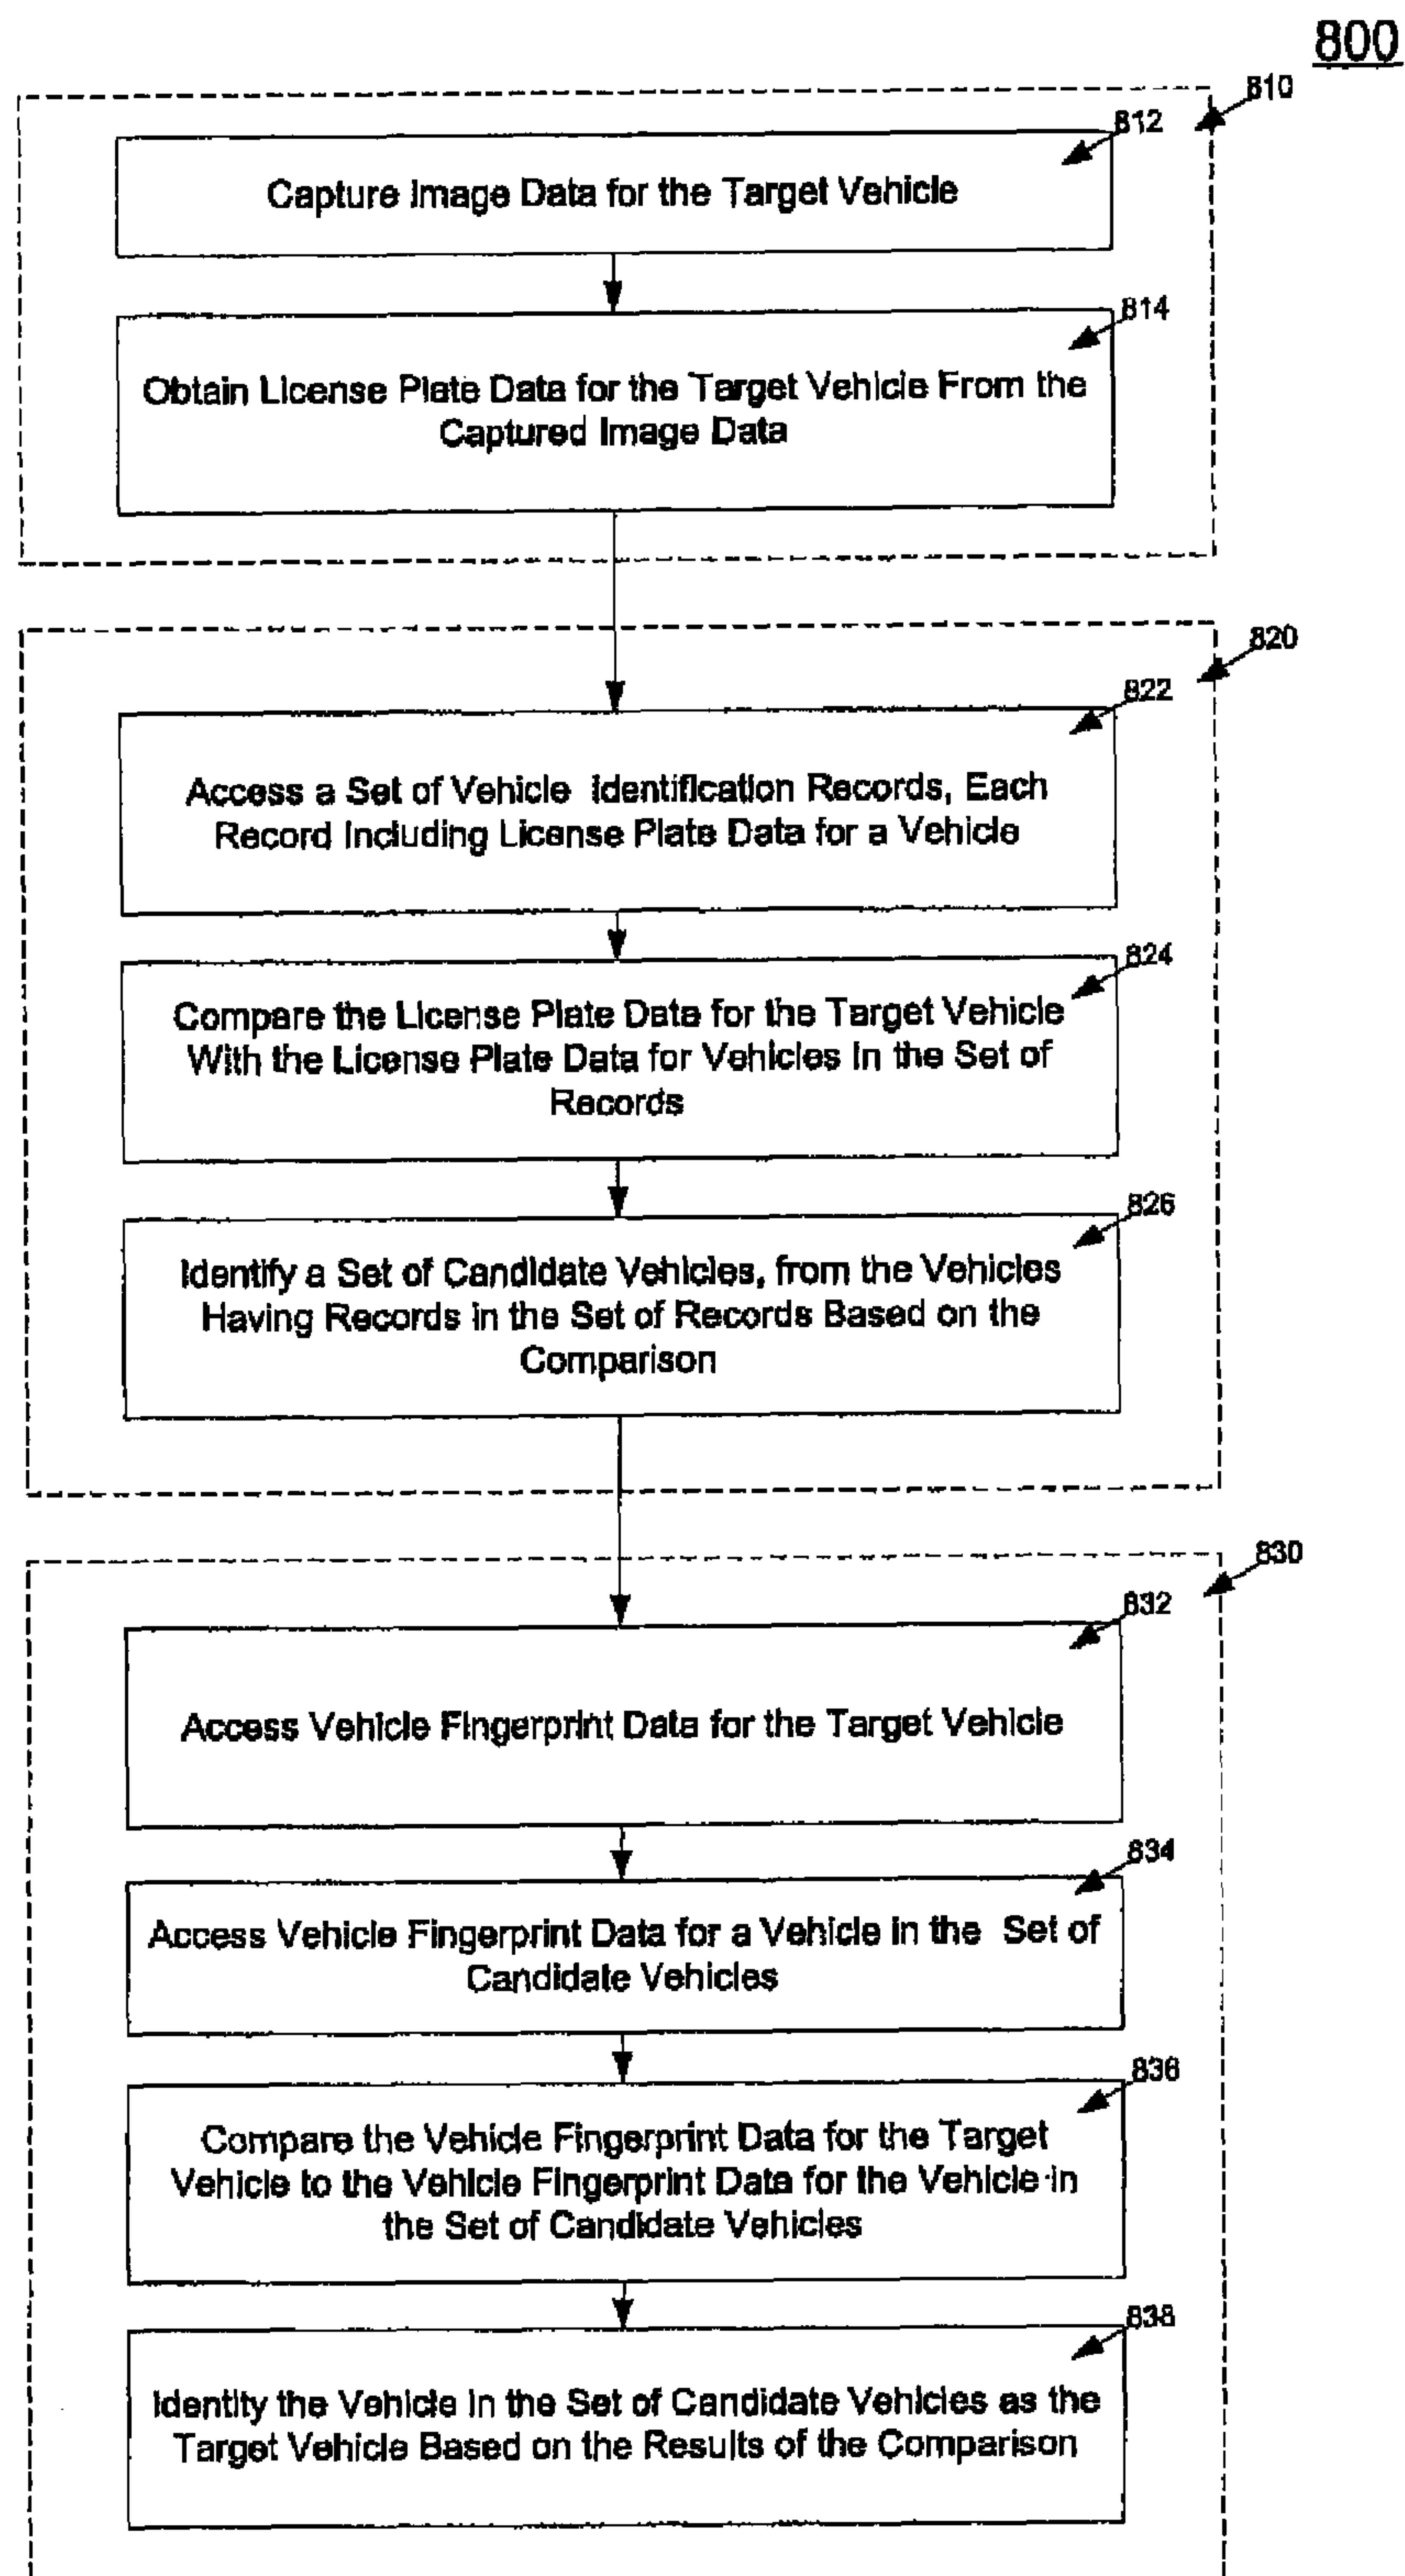 800
810
812
Capture Image Data for the Target Vehicle
814
Obtain License Plate Data for the Target Vehicle From the
Captured Image Data
820
822
Access a Set of Vehicle Identification Records, Each
Record Including License Plate Data for a Vehicle
824
Compare the License Plate Data for the Target Vehicle
With the License Plate Data for Vehicles in the Set of
Records
826
Identify a Set of Candidate Vehicles, from the Vehicles
Having Records in the Set of Records Based on the
Comparison
830
832
Access Vehicle Fingerprint Data for the Target Vehicle
834
Access Vehicle Fingerprint Data for a Vehicle in the Set of
Candidate Vehicles
836
Compare the Vehicle Fingerprint Data for the Target
Vehicle to the Vehicle Fingerprint Data for the Vehicle in
the Set of Candidate Vehicles
838
Identity the Vehicle in the Set of Candidate Vehicles as the
Target Vehicle Based on the Results of the Comparison